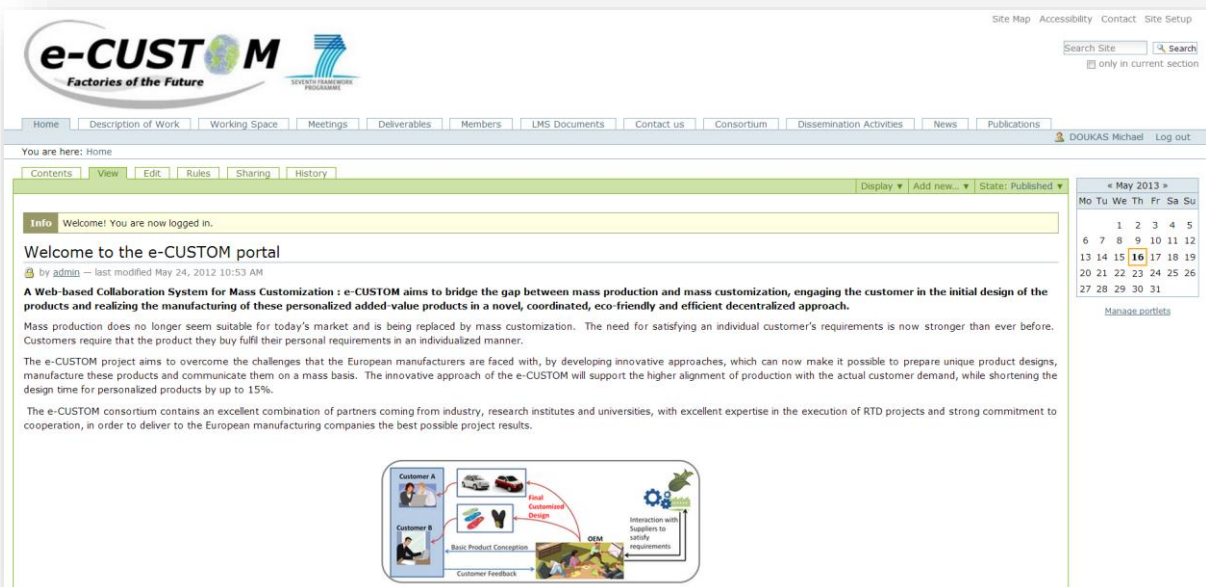 Site Map Accessibility Contact Site Setup
e-CUSTOM
Factories of the Future
SEVENTH FRAMEWORK
PROGRAMME
Search Site Search
only in current section
Home Description of Work Working Space Meetings Deliverables Members LMS Documents Contact us Consortium Dissemination Activities News Publications
DOUKAS Michael Log out
You are here: Home
Contents View Edit Rules Sharing History
Display ▼ Add new... ▼ State: Published ▼
Info Welcome! You are now logged in.
Welcome to the e-CUSTOM portal
by admin — last modified May 24, 2012 10:53 AM
A Web-based Collaboration System for Mass Customization : e-CUSTOM aims to bridge the gap between mass production and mass customization, engaging the customer in the initial design of the
products and realizing the manufacturing of these personalized added-value products in a novel, coordinated, eco-friendly and efficient decentralized approach.
Mass production does no longer seem suitable for today's market and is being replaced by mass customization. The need for satisfying an individual customer's requirements is now stronger than ever before.
Customers require that the product they buy fulfil their personal requirements in an individualized manner.
The e-CUSTOM project aims to overcome the challenges that the European manufacturers are faced with, by developing innovative approaches, which can now make it possible to prepare unique product designs,
manufacture these products and communicate them on a mass basis. The innovative approach of the e-CUSTOM will support the higher alignment of production with the actual customer demand, while shortening the
design time for personalized products by up to 15%.
The e-CUSTOM consortium contains an excellent combination of partners coming from industry, research institutes and universities, with excellent expertise in the execution of RTD projects and strong commitment to
cooperation, in order to deliver to the European manufacturing companies the best possible project results.
Customer A
Customer B
Final
Customized
Design
Basic Product Conception
Customer Feedback
OEM
Interaction with
Suppliers to
satisfy
requirements
« May 2013 »
Mo Tu We Th Fr Sa Su
1 2 3 4 5
6 7 8 9 10 11 12
13 14 15 16 17 18 19
20 21 22 23 24 25 26
27 28 29 30 31
Manage portlets